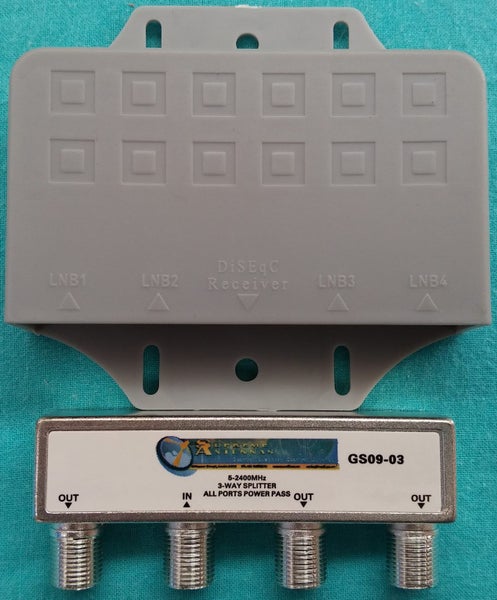 DiSEqC
LNB1 LNB2 Receiver LNB3 LNB4
GS09-03
5-2400MHz
3-WAY SPLITTER
ALL PORTS POWER PASS
OUT IN OUT OUT